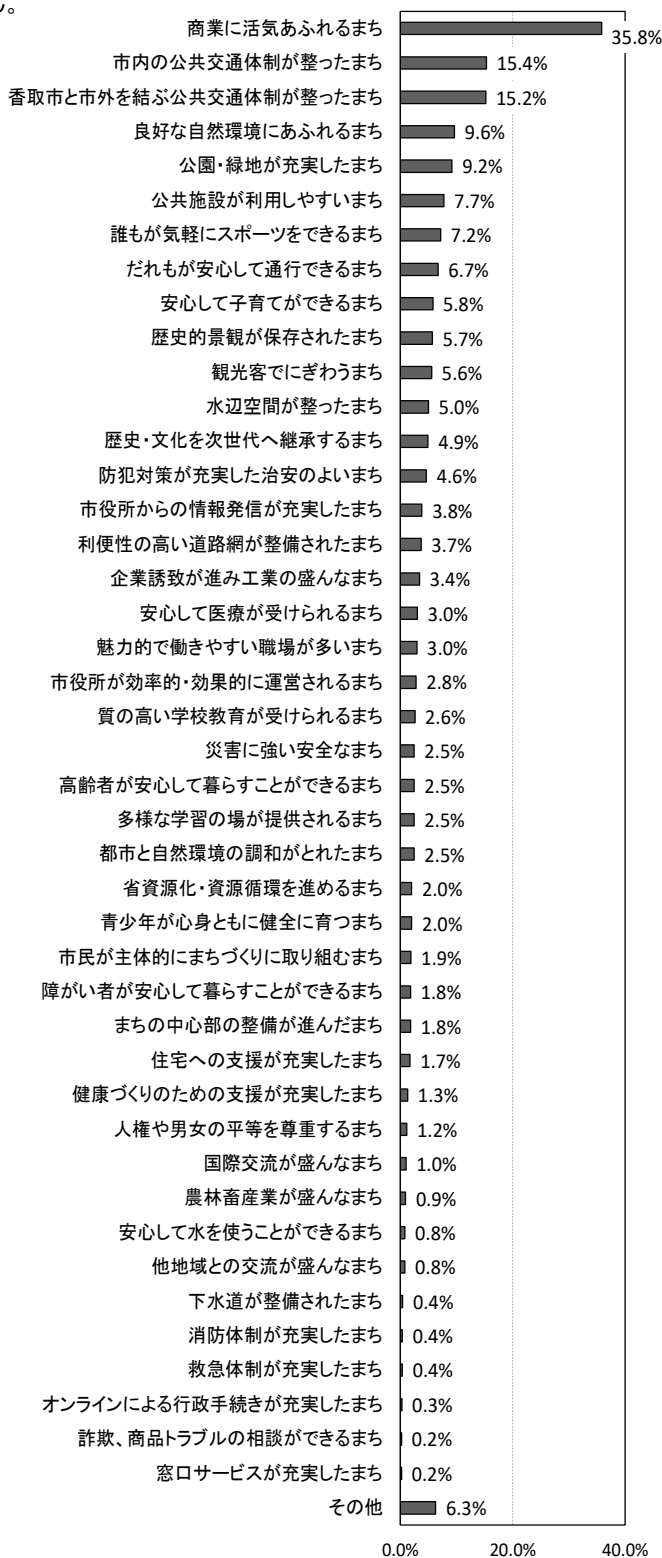 い。
商業に活気あふれるまち 35.8%
市内の公共交通体制が整ったまち 15.4%
香取市と市外を結ぶ公共交通体制が整ったまち 15.2%
良好な自然環境にあふれるまち 9.6%
公園・緑地が充実したまち 9.2%
公共施設が利用しやすいまち 7.7%
誰もが気軽にスポーツをできるまち 7.2%
だれもが安心して通行できるまち 6.7%
安心して子育てができるまち 5.8%
歴史的景観が保存されたまち 5.7%
観光客でにぎわうまち 5.6%
水辺空間が整ったまち 5.0%
歴史・文化を次世代へ継承するまち 4.9%
防犯対策が充実した治安のよいまち 4.6%
市役所からの情報発信が充実したまち 3.8%
利便性の高い道路網が整備されたまち 3.7%
企業誘致が進み工業の盛んなまち 3.4%
安心して医療が受けられるまち 3.0%
魅力的で働きやすい職場が多いまち 3.0%
市役所が効率的・効果的に運営されるまち 2.8%
質の高い学校教育が受けられるまち 2.6%
災害に強い安全なまち 2.5%
高齢者が安心して暮らすことができるまち 2.5%
多様な学習の場が提供されるまち 2.5%
都市と自然環境の調和がとれたまち 2.5%
省資源化・資源循環を進めるまち 2.0%
青少年が心身ともに健全に育つまち 2.0%
市民が主体的にまちづくりに取り組むまち 1.9%
障がい者が安心して暮らすことができるまち 1.8%
まちの中心部の整備が進んだまち 1.8%
住宅への支援が充実したまち 1.7%
健康づくりのための支援が充実したまち 1.3%
人権や男女の平等を尊重するまち 1.2%
国際交流が盛んなまち 1.0%
農林畜産業が盛んなまち 0.9%
安心して水を使うことができるまち 0.8%
他地域との交流が盛んなまち 0.8%
下水道が整備されたまち 0.4%
消防体制が充実したまち 0.4%
救急体制が充実したまち 0.4%
オンラインによる行政手続きが充実したまち 0.3%
詐欺、商品トラブルの相談ができるまち 0.2%
窓口サービスが充実したまち 0.2%
その他 6.3%
0.0% 20.0% 40.0%